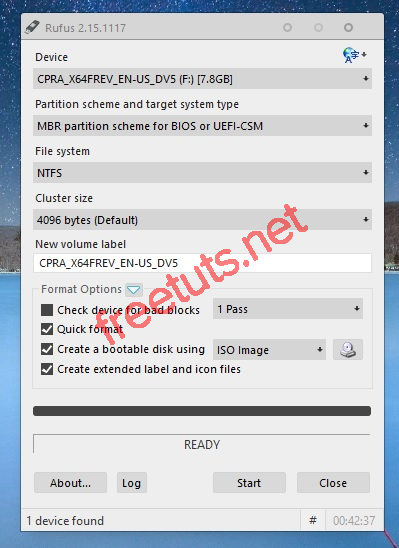 Rufus 2.15.1117
Device
CPRA_X64FREV_EN-US_DV5 (F:) [7.8GB]
Partition scheme and target system type
MBR partition scheme for BIOS or UEFI-CSM
File system
NTFS
Cluster size
4096 bytes (Default)
New volume label
CPRA_X64FREV_EN-US_DV5
Format Options
Check device for bad blocks 1 Pass
Quick format
Create a bootable disk using ISO Image
Create extended label and icon files
freetuts.net
READY
About... Log Start Close
1 device found # 00:42:37